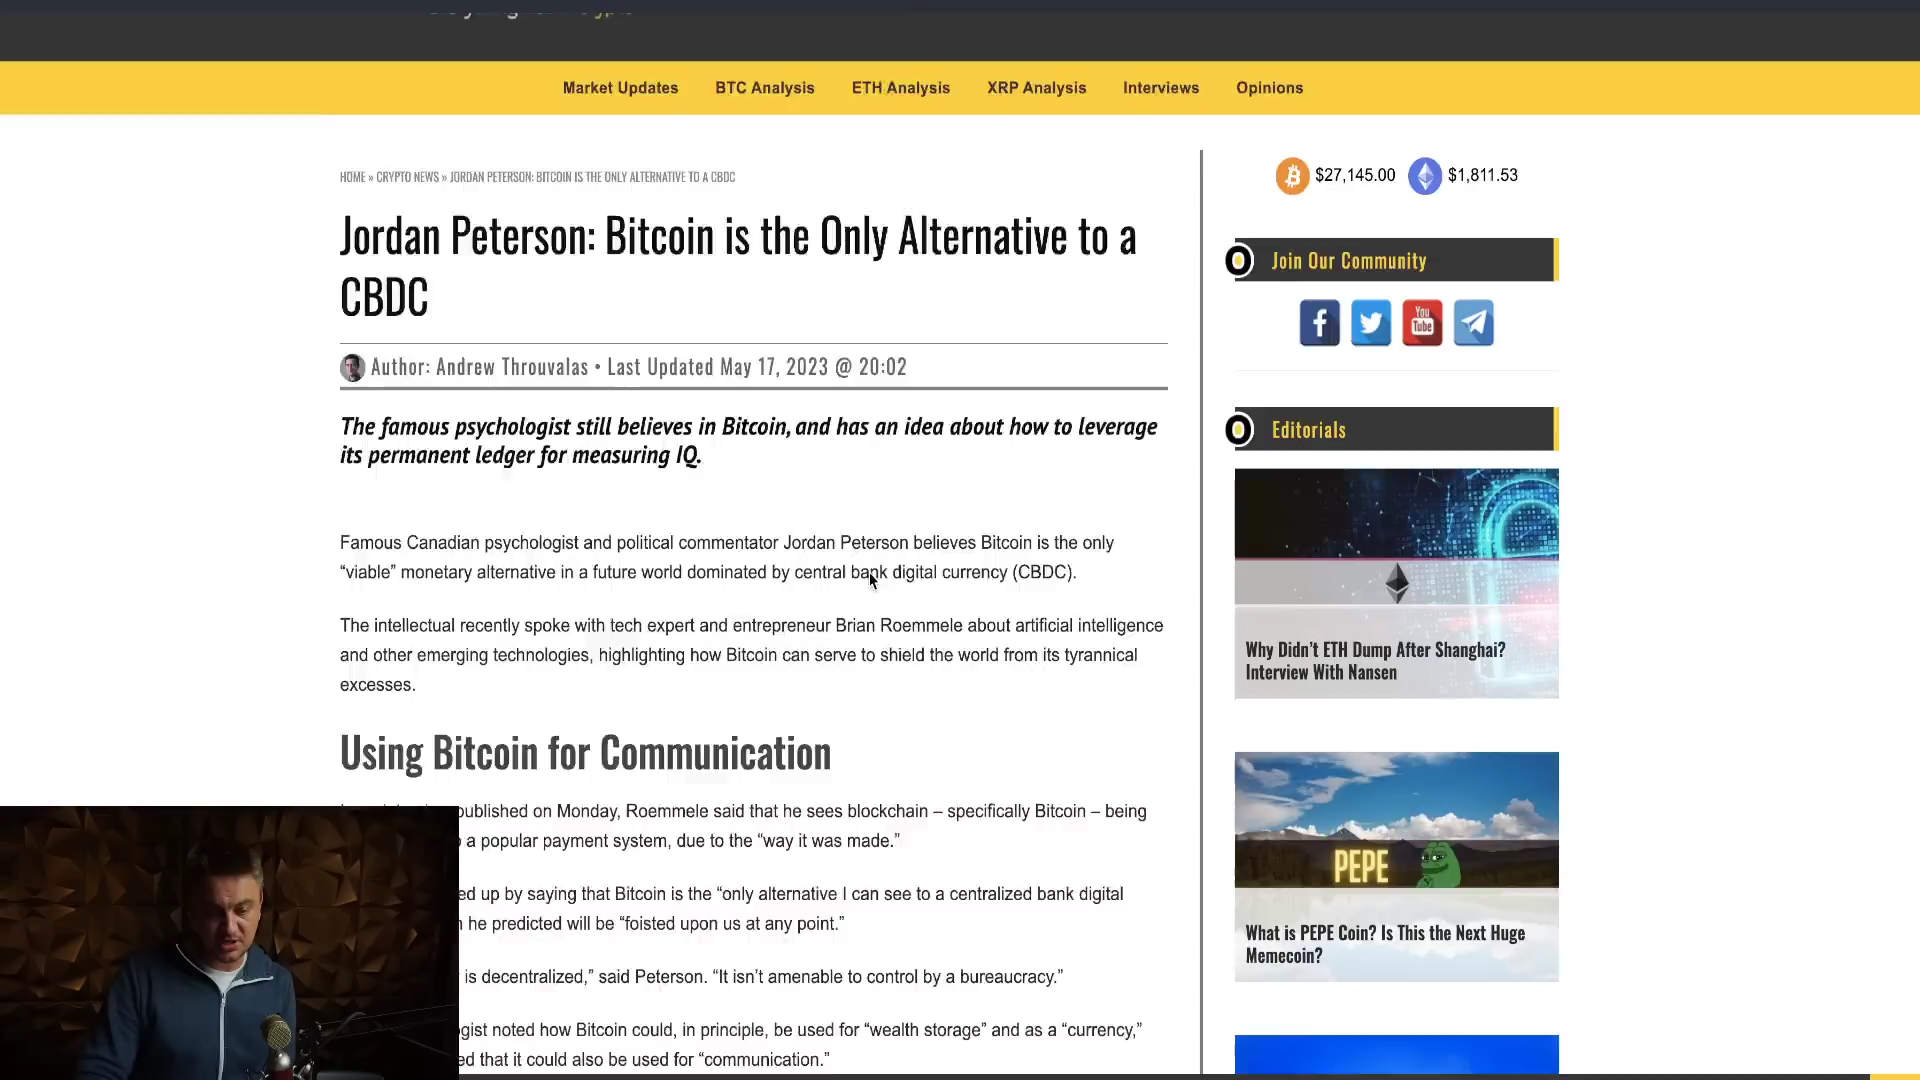 Market Updates
BTC Analysis
ETH Analysis
XRP Analysis
Interviews
Opinions
HOME » CRYPTO NEWS » JORDAN PETERSON: BITCOIN IS THE ONLY ALTERNATIVE TO A CBDC
Jordan Peterson: Bitcoin is the Only Alternative to a
CBDC
Author: Andrew Throuvalas • Last Updated May 17, 2023 @ 20:02
The famous psychologist still believes in Bitcoin, and has an idea about how to leverage
its permanent ledger for measuring IQ.
Famous Canadian psychologist and political commentator Jordan Peterson believes Bitcoin is the only
“viable” monetary alternative in a future world dominated by central bank digital currency (CBDC).
The intellectual recently spoke with tech expert and entrepreneur Brian Roemmele about artificial intelligence
and other emerging technologies, highlighting how Bitcoin can serve to shield the world from its tyrannical
excesses.
Using Bitcoin for Communication
published on Monday, Roemmele said that he sees blockchain – specifically Bitcoin – being
a popular payment system, due to the “way it was made.”
up by saying that Bitcoin is the “only alternative I can see to a centralized bank digital
he predicted will be “foisted upon us at any point.”
is decentralized,” said Peterson. “It isn’t amenable to control by a bureaucracy.”
noted how Bitcoin could, in principle, be used for “wealth storage” and as a “currency,”
that it could also be used for “communication.”
$27,145.00
$1,811.53
Join Our Community
You
Tube
Editorials
Why Didn’t ETH Dump After Shanghai?
Interview With Nansen
PEPE
What is PEPE Coin? Is This the Next Huge
Memecoin?